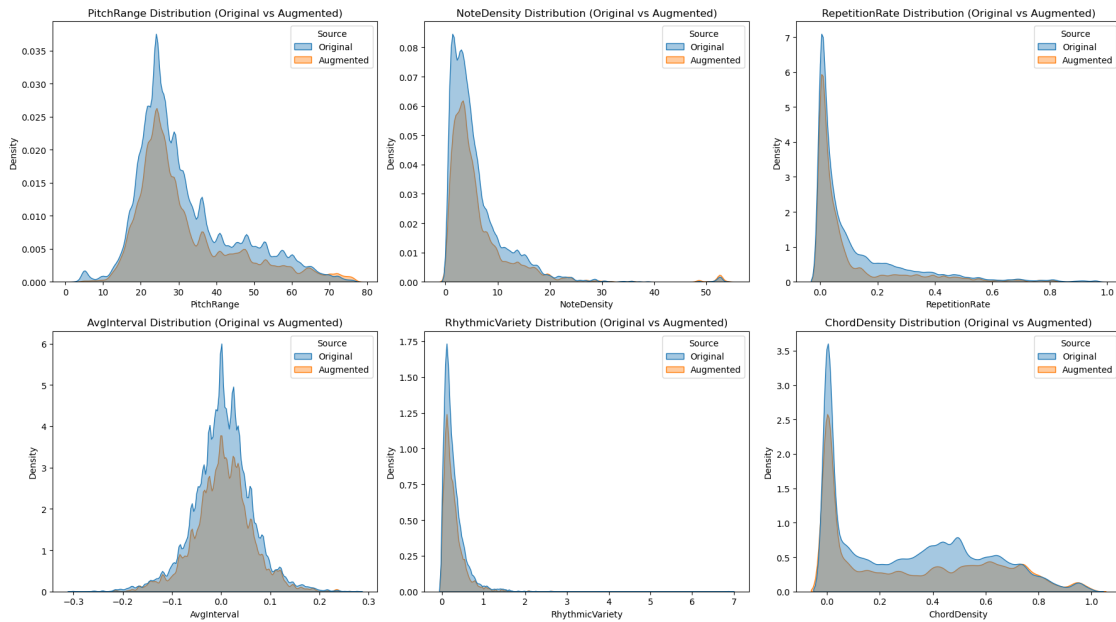 PitchRange Distribution (Original vs Augmented)
Source
Original
Augmented
Density
0.035
0.030
0.025
0.020
0.015
0.010
0.005
0.000
0 10 20 30 40 50 60 70 80
PitchRange
NoteDensity Distribution (Original vs Augmented)
Source
Original
Augmented
Density
0.08
0.07
0.06
0.05
0.04
0.03
0.02
0.01
0.00
0 10 20 30 40 50
NoteDensity
RepetitionRate Distribution (Original vs Augmented)
Source
Original
Augmented
Density
7
6
5
4
3
2
1
0
0.0 0.2 0.4 0.6 0.8 1.0
RepetitionRate
AvgInterval Distribution (Original vs Augmented)
Source
Original
Augmented
Density
6
5
4
3
2
1
0
−0.3 −0.2 −0.1 0.0 0.1 0.2 0.3
AvgInterval
RhythmicVariety Distribution (Original vs Augmented)
Source
Original
Augmented
Density
1.75
1.50
1.25
1.00
0.75
0.50
0.25
0.00
0 1 2 3 4 5 6 7
RhythmicVariety
ChordDensity Distribution (Original vs Augmented)
Source
Original
Augmented
Density
3.5
3.0
2.5
2.0
1.5
1.0
0.5
0.0
0.0 0.2 0.4 0.6 0.8 1.0
ChordDensity